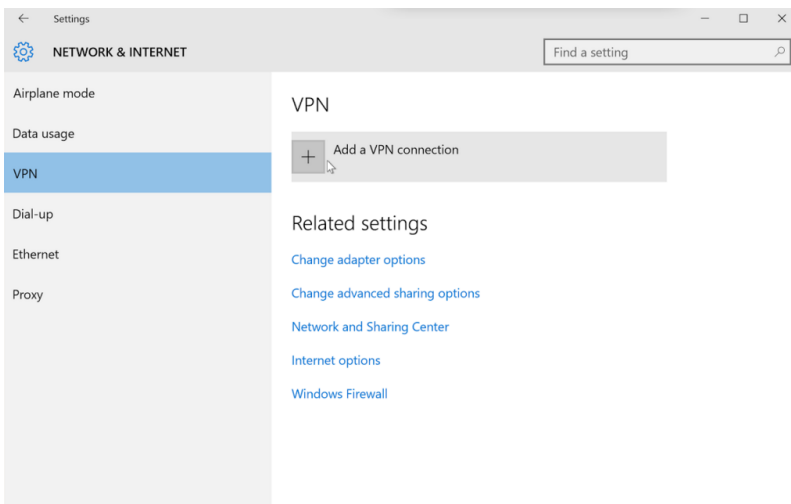 Settings
NETWORK & INTERNET
Find a setting
Airplane mode
Data usage
VPN
Dial-up
Ethernet
Proxy
VPN
Add a VPN connection
Related settings
Change adapter options
Change advanced sharing options
Network and Sharing Center
Internet options
Windows Firewall